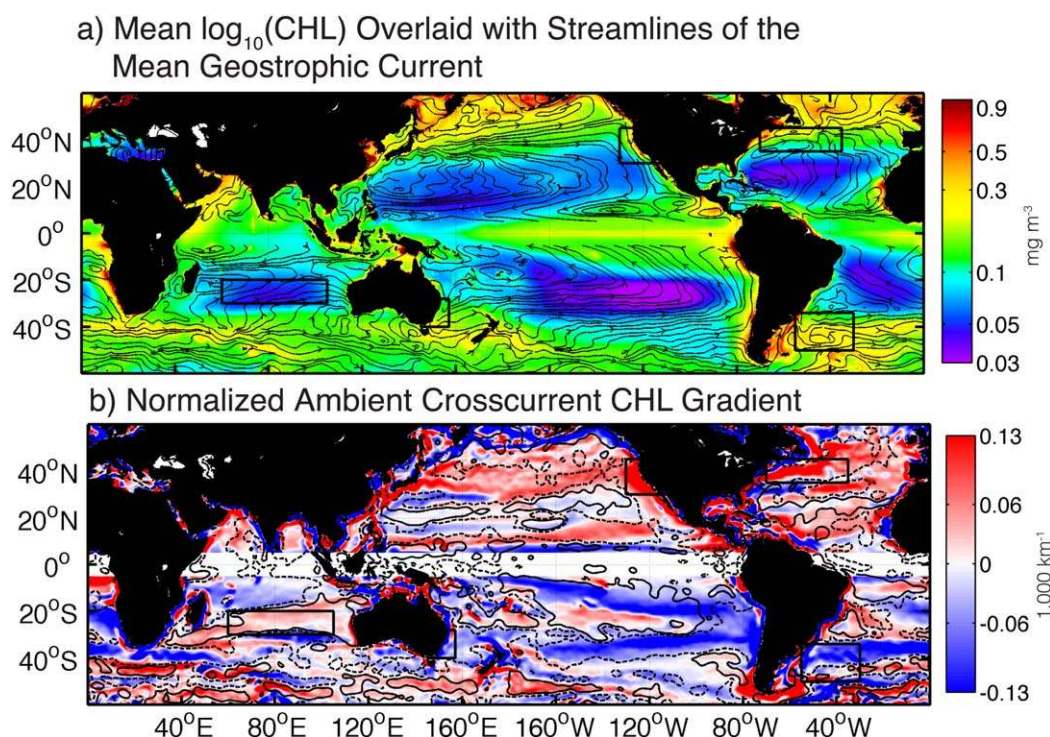 a) Mean log10(CHL) Overlaid with Streamlines of the
Mean Geostrophic Current
40°N
20°N
0°
20°S
40°S
0.9
0.5
0.3
0.1
0.05
0.03
mg m-3
b) Normalized Ambient Crosscurrent CHL Gradient
40°N
20°N
0°
20°S
40°S
0.13
0.06
0
-0.06
-0.13
1.000 km-1
40°E 80°E 120°E 160°E 160°W 120°W 80°W 40°W